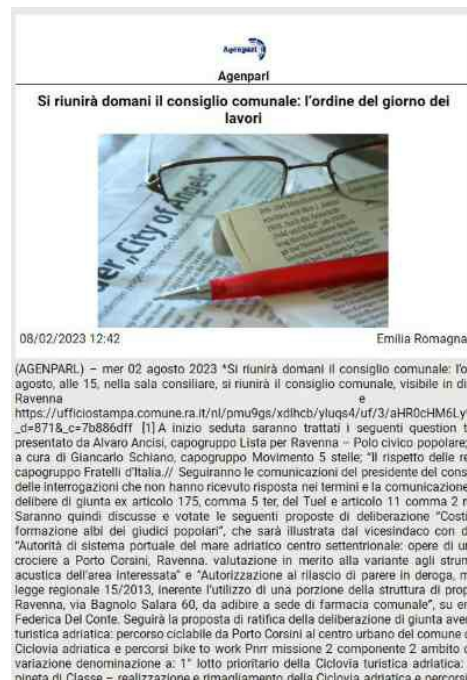 Agenparl
Agenparl
Si riunirà domani il consiglio comunale: l'ordine del giorno dei
lavori
der „City of Angels"
08/02/2023 12:42
Emilia Romagna
(AGENPARL) – mer 02 agosto 2023 *Si riunirà domani il consiglio comunale: l'o
agosto, alle 15, nella sala consiliare, si riunirà il consiglio comunale, visibile in di
Ravenna e
https://ufficiostampa.comune.ra.it/nl/pmu9gs/xdlhcb/yluqs4/uf/3/aHR0cHM6Ly
_d=871&_c=7b886dff [1] A inizio seduta saranno trattati i seguenti question t
presentato da Alvaro Ancisi, capogruppo Lista per Ravenna – Polo civico popolare;
a cura di Giancarlo Schiano, capogruppo Movimento 5 stelle; "Il rispetto delle re
capogruppo Fratelli d'Italia.// Seguiranno le comunicazioni del presidente del cons
delle interrogazioni che non hanno ricevuto risposta nei termini e la comunicazione
delibere di giunta ex articolo 175, comma 5 ter, del Tuel e articolo 11 comma 2 r
Saranno quindi discusse e votate le seguenti proposte di deliberazione "Costi
formazione albi dei giudici popolari", che sarà illustrata dal vicesindaco con d
"Autorità di sistema portuale del mare adriatico centro settentrionale: opere di u
crociere a Porto Corsini, Ravenna. valutazione in merito alla variante agli strun
acustica dell'area interessata" e "Autorizzazione al rilascio di parere in deroga, n
legge regionale 15/2013, inerente l'utilizzo di una porzione della struttura di prop
Ravenna, via Bagnolo Salara 60, da adibire a sede di farmacia comunale", su en
Federica Del Conte. Seguirà la proposta di ratifica della deliberazione di giunta aven
turistica adriatica: percorso ciclabile da Porto Corsini al centro urbano del comune d
Ciclovia adriatica e percorsi bike to work Pnrr missione 2 componente 2 ambito d
variazione denominazione a: 1° lotto prioritario della Ciclovia turistica adriatica:
pineta di Classe – realizzazione e rimagliamento della Ciclovia adriatica e percorsi